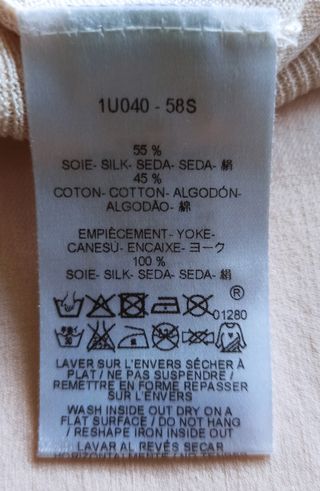 1U040 - 58S
55 %
SOIE- SILK- SEDA- SEDA- 絹
45 %
COTON- COTTON- ALGODÓN-
ALGODÃO- 綿
EMPIÈCEMENT- YOKE-
CANESÚ- ENCAIXE- ヨーク
100 %
SOIE- SILK- SEDA- SEDA- 絹
®
01280
LAVER SUR L'ENVERS SÉCHER À
PLAT / NE PAS SUSPENDRE /
REMETTRE EN FORME REPASSER
SUR L'ENVERS
WASH INSIDE OUT DRY ON A
FLAT SURFACE / DO NOT HANG
/ RESHAPE IRON INSIDE OUT
LAVAR AL REVÉS SECAR
HORIZONTALMENTE / NO